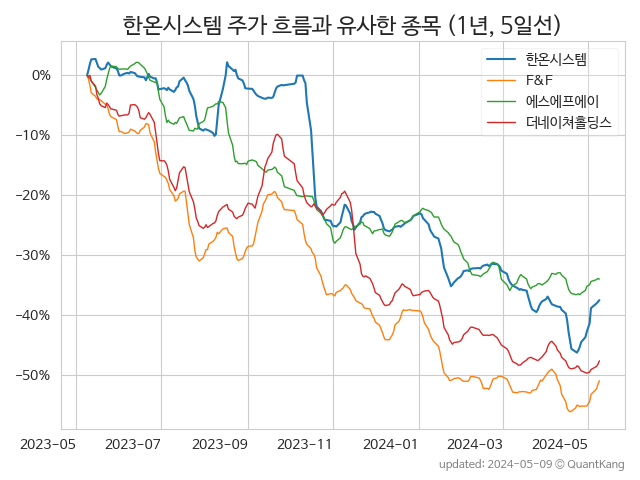 한온시스템 주가 흐름과 유사한 종목 (1년, 5일선)
한온시스템
F&F
에스에프에이
더네이쳐홀딩스
0%
−10%
−20%
−30%
−40%
−50%
2023-05
2023-07
2023-09
2023-11
2024-01
2024-03
2024-05
updated: 2024-05-09 © QuantKang